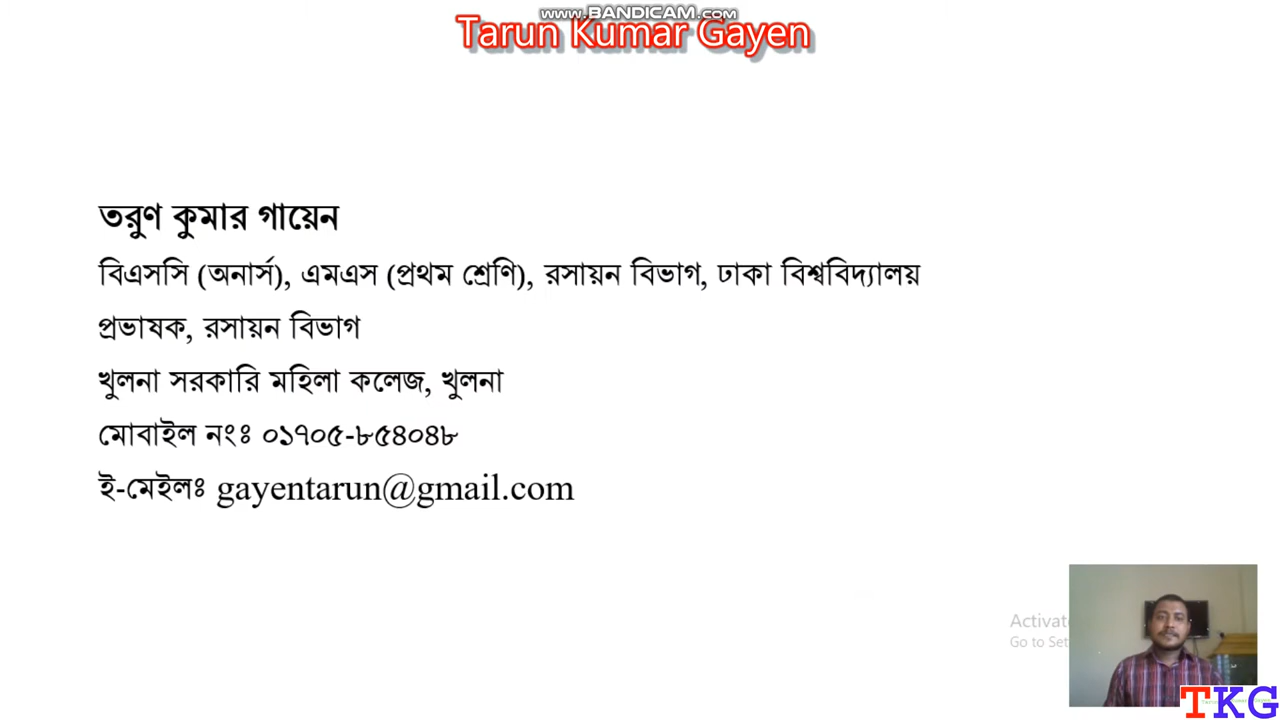 www.BANDICAM.com
Tarun Kumar Gayen
তরুণ কুমার গায়েন
বিএসসি (অনার্স), এমএস (প্রথম শ্রেণি), রসায়ন বিভাগ, ঢাকা বিশ্ববিদ্যালয়
প্রভাষক, রসায়ন বিভাগ
খুলনা সরকারি মহিলা কলেজ, খুলনা
মোবাইল নংঃ ০১৭০৫-৮৫৪০৪৮
ই-মেইলঃ gayentarun@gmail.com
Activate
Go to Set
TKG